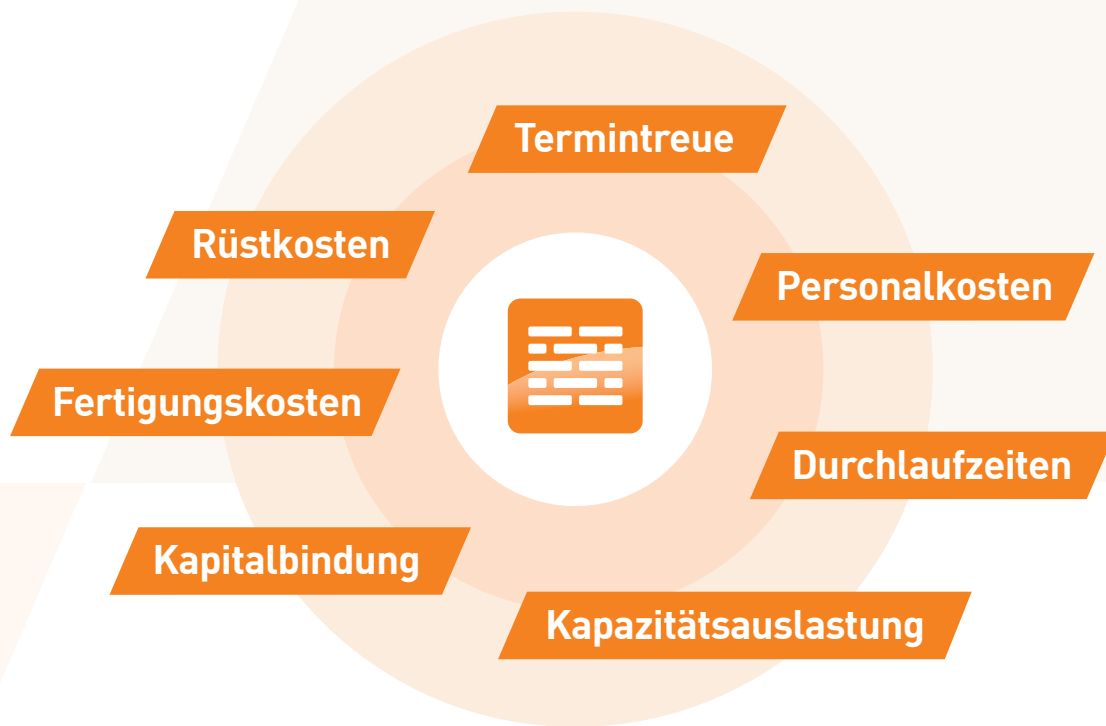 Termintreue
Rüstkosten
Personalkosten
Fertigungskosten
Durchlaufzeiten
Kapitalbindung
Kapazitätsauslastung